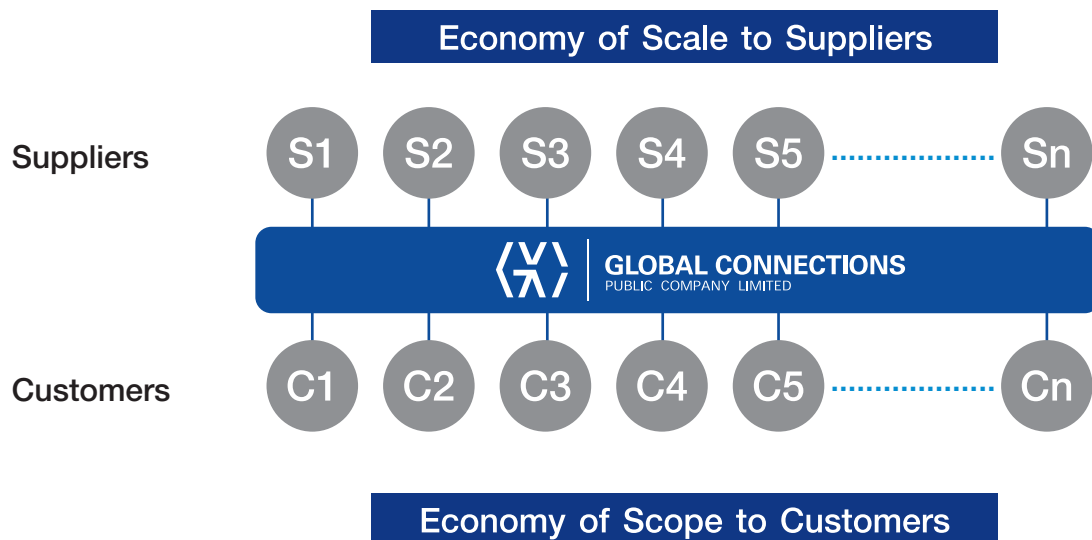 Economy of Scale to Suppliers
Suppliers
S1 S2 S3 S4 S5 Sn
GLOBAL CONNECTIONS
PUBLIC COMPANY LIMITED
Customers
C1 C2 C3 C4 C5 Cn
Economy of Scope to Customers